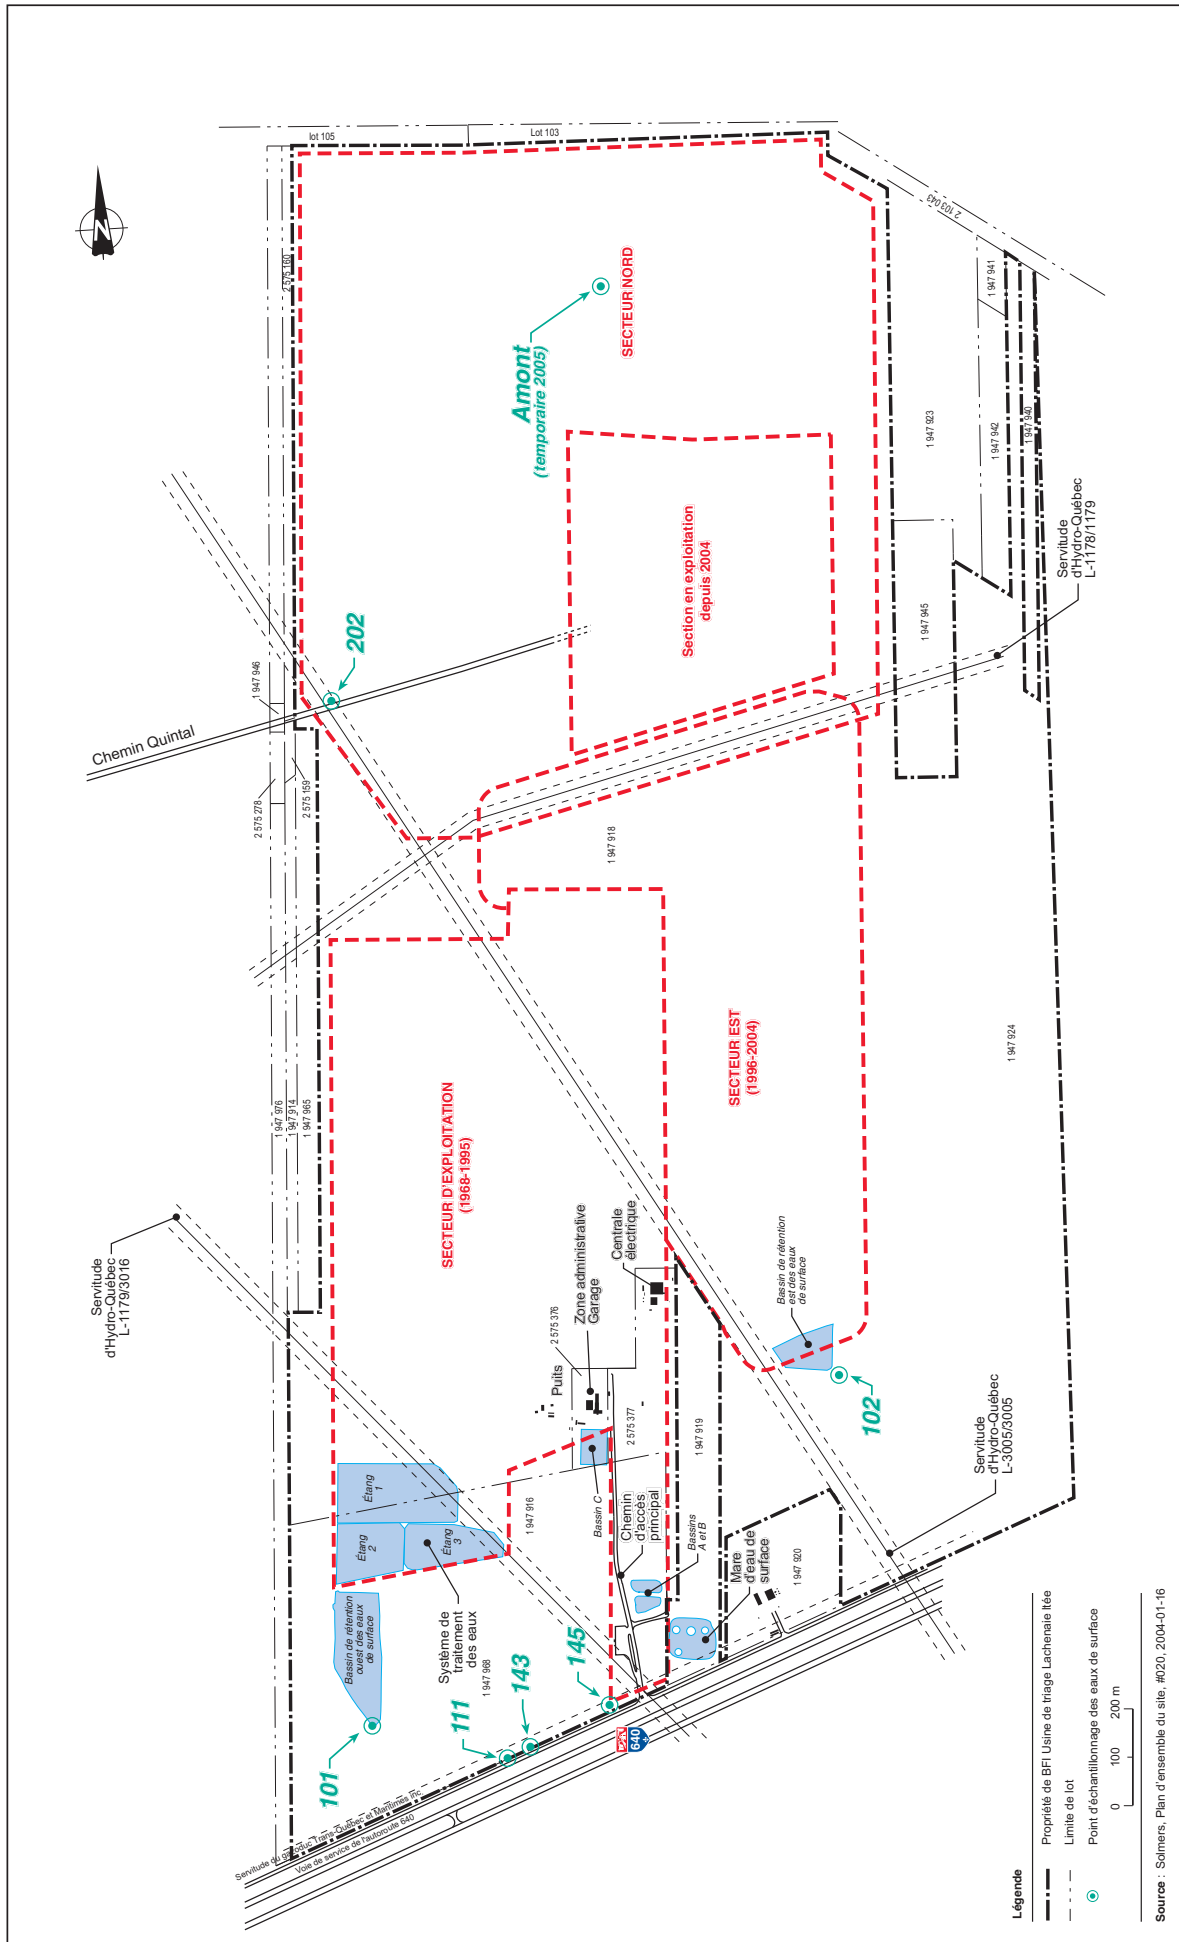 lot 105
Lot 103
N
2 575 160
2 103 043
SECTEUR NORD
Amont
(temporaire 2005)
1 947 941
1 947 923
1 947 942
1 947 940
Section en exploitation
depuis 2004
Servitude
d'Hydro-Québec
L-1178/1179
1 947 945
202
1 947 946
Chemin Quintal
2 575 278
2 575 159
1 947 918
SECTEUR EST
(1996-2004)
1 947 924
1 947 976
1 947 914
1 947 965
SECTEUR D'EXPLOITATION
(1968-1995)
Servitude
d'Hydro-Québec
L-1179/3016
Centrale
électrique
Zone administrative
Garage
2 575 376
Puits
Bassin de rétention
est des eaux
de surface
102
2 575 377
1 947 919
Servitude
d'Hydro-Québec
L-3005/3005
Étang
1
Étang
2
Étang
3
1 947 916
Bassin C
Chemin
d'accès
principal
Bassins
A et B
Mare
d'eau de
surface
1 947 920
Bassin de rétention
ouest des eaux
de surface
Système de
traitement
des eaux
1 947 968
101
111
143
145
640
Servitude du gazoduc Trans-Québec et Maritimes Inc.
Voie de service de l'autoroute 640
Légende
Propriété de BFI Usine de triage Lachenaie ltée
Limite de lot
Point d'échantillonnage des eaux de surface
0 100 200 m
Source : Solmers, Plan d'ensemble du site, #020, 2004-01-16